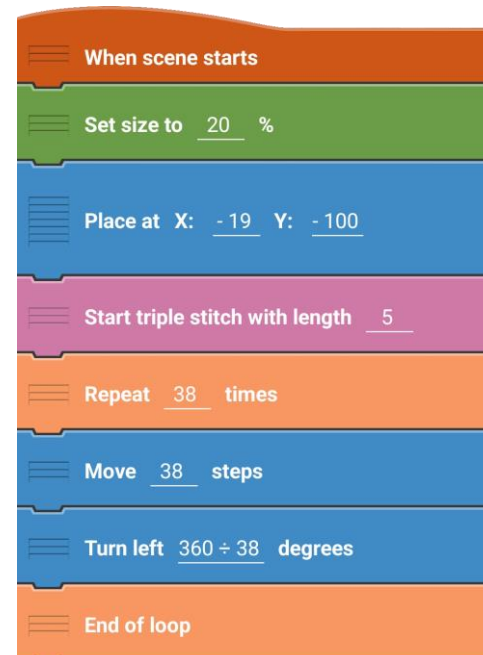 When scene starts
Set size to 20 %
Place at X: - 19 Y: - 100
Start triple stitch with length 5
Repeat 38 times
Move 38 steps
Turn left 360 ÷ 38 degrees
End of loop